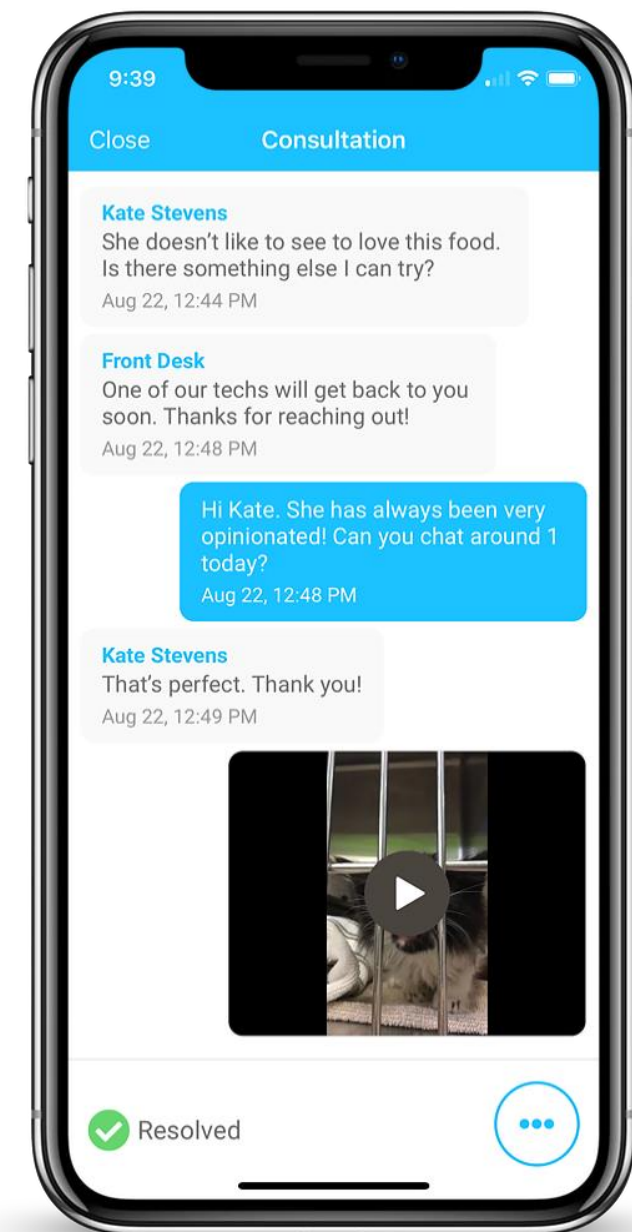 9:39
Close
Consultation
Kate Stevens
She doesn't like to see to love this food.
Is there something else I can try?
Aug 22, 12:44 PM
Front Desk
One of our techs will get back to you
soon. Thanks for reaching out!
Aug 22, 12:48 PM
Hi Kate. She has always been very
opinionated! Can you chat around 1
today?
Aug 22, 12:48 PM
Kate Stevens
That's perfect. Thank you!
Aug 22, 12:49 PM
Resolved